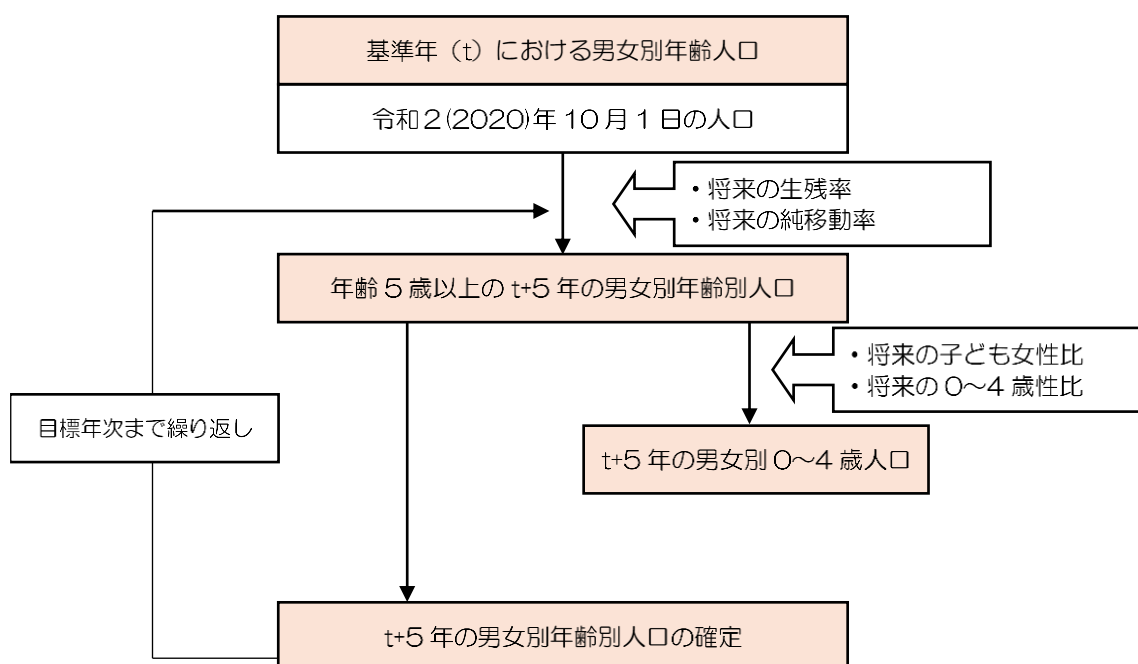 基準年（t）における男女別年齢人口
令和２(2020)年 10 月 1 日の人口
・将来の生残率
・将来の純移動率
年齢 5 歳以上の t+5 年の男女別年齢別人口
・将来の子ども女性比
・将来の 0～4 歳性比
目標年次まで繰り返し
t+5 年の男女別 0～4 歳人口
t+5 年の男女別年齢別人口の確定